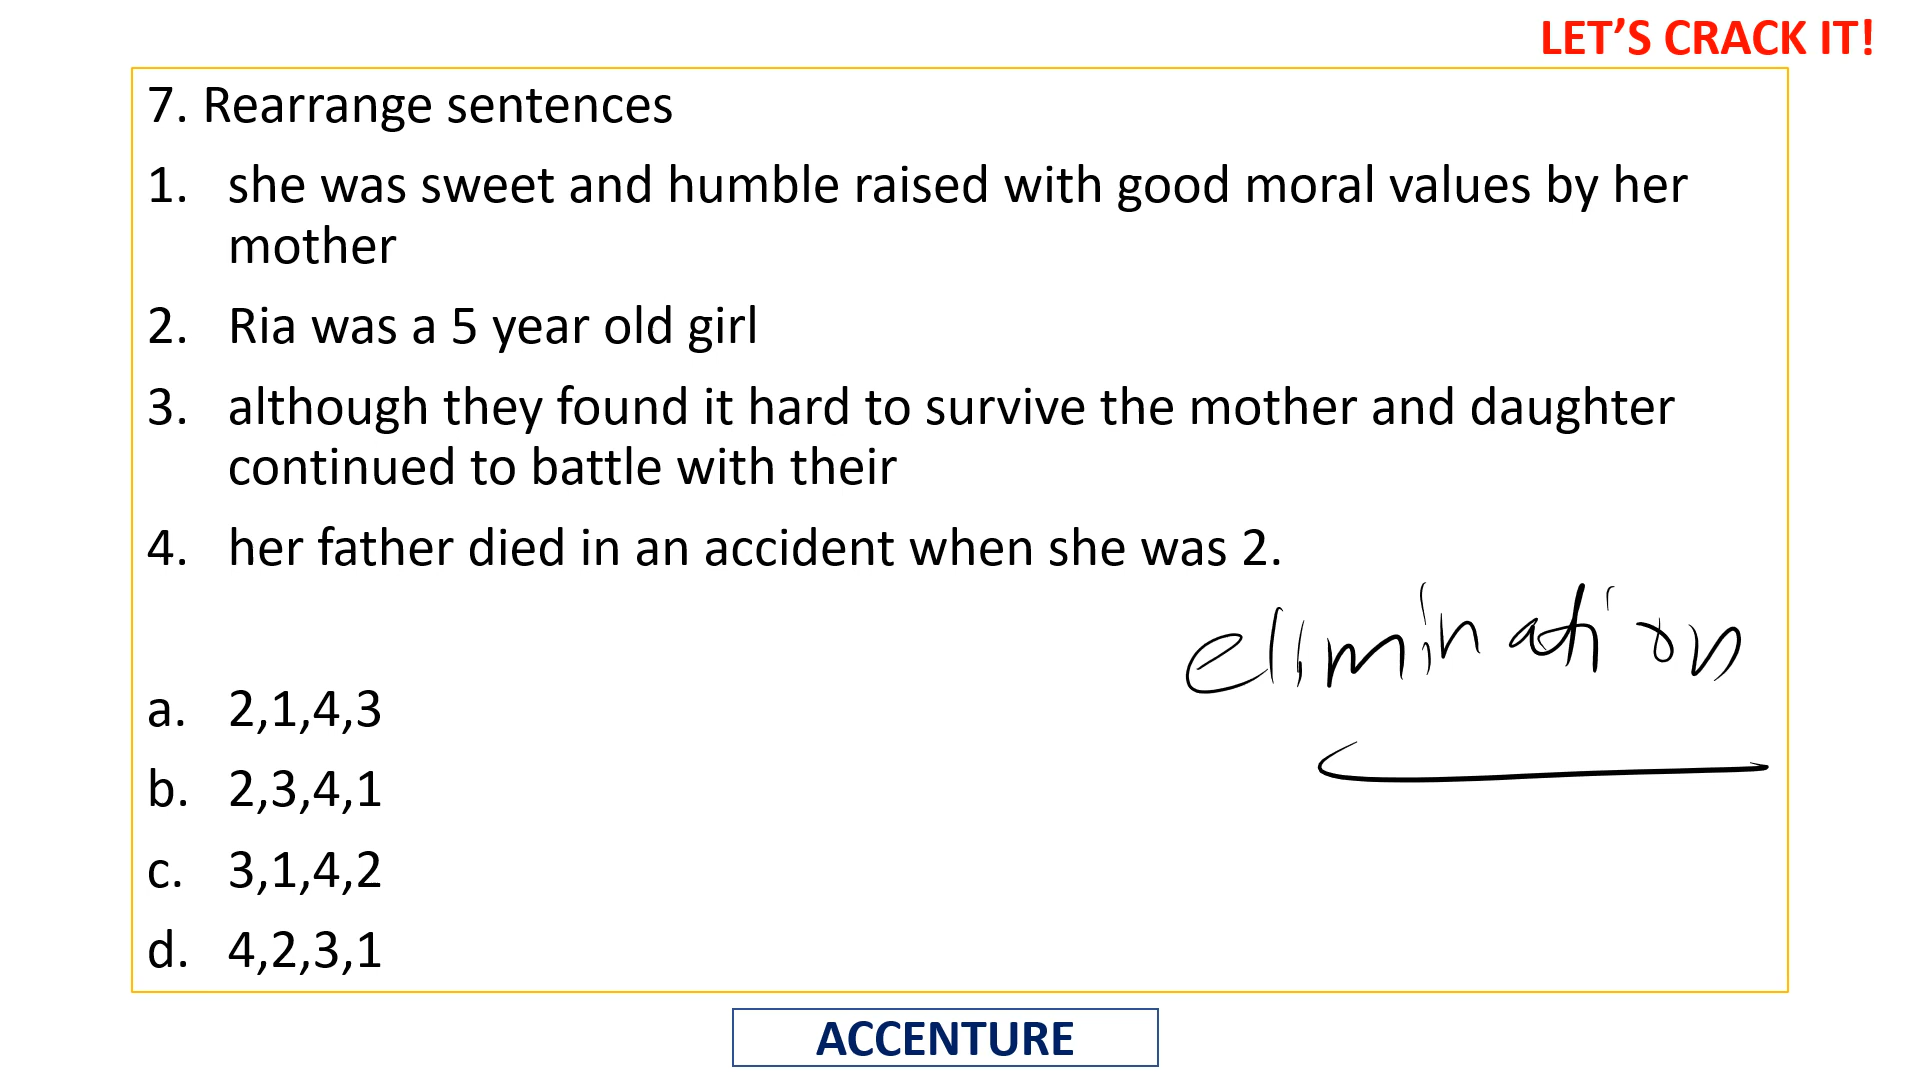 LET’S CRACK IT!
7. Rearrange sentences
1. she was sweet and humble raised with good moral values by her
mother
2. Ria was a 5 year old girl
3. although they found it hard to survive the mother and daughter
continued to battle with their
4. her father died in an accident when she was 2.
elimination
a. 2,1,4,3
b. 2,3,4,1
c. 3,1,4,2
d. 4,2,3,1
ACCENTURE